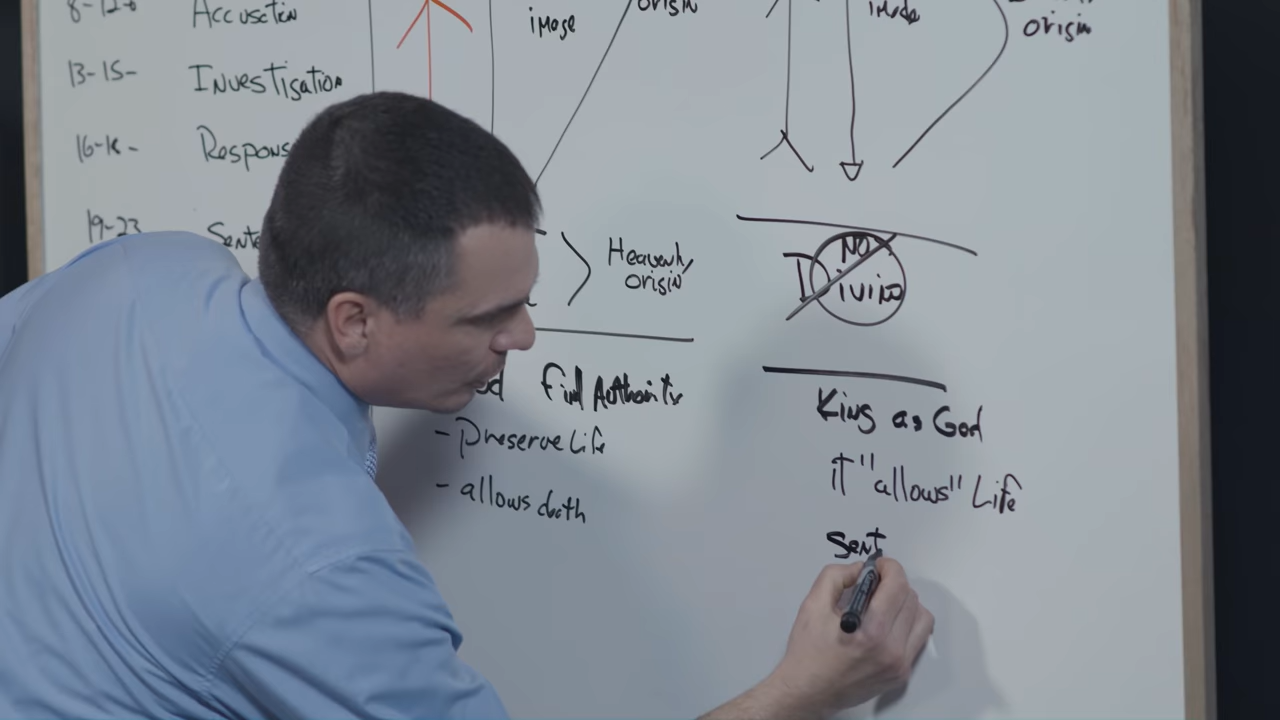 8-12-
Accusation
13-15-
Investigation
16-18-
Respons
19-23
Sente
image
origin
Heavenly
origin
Final Authority
- Preserve Life
- allows death
image
origin
NO
Divine
King as God
it "allows" Life
Sent